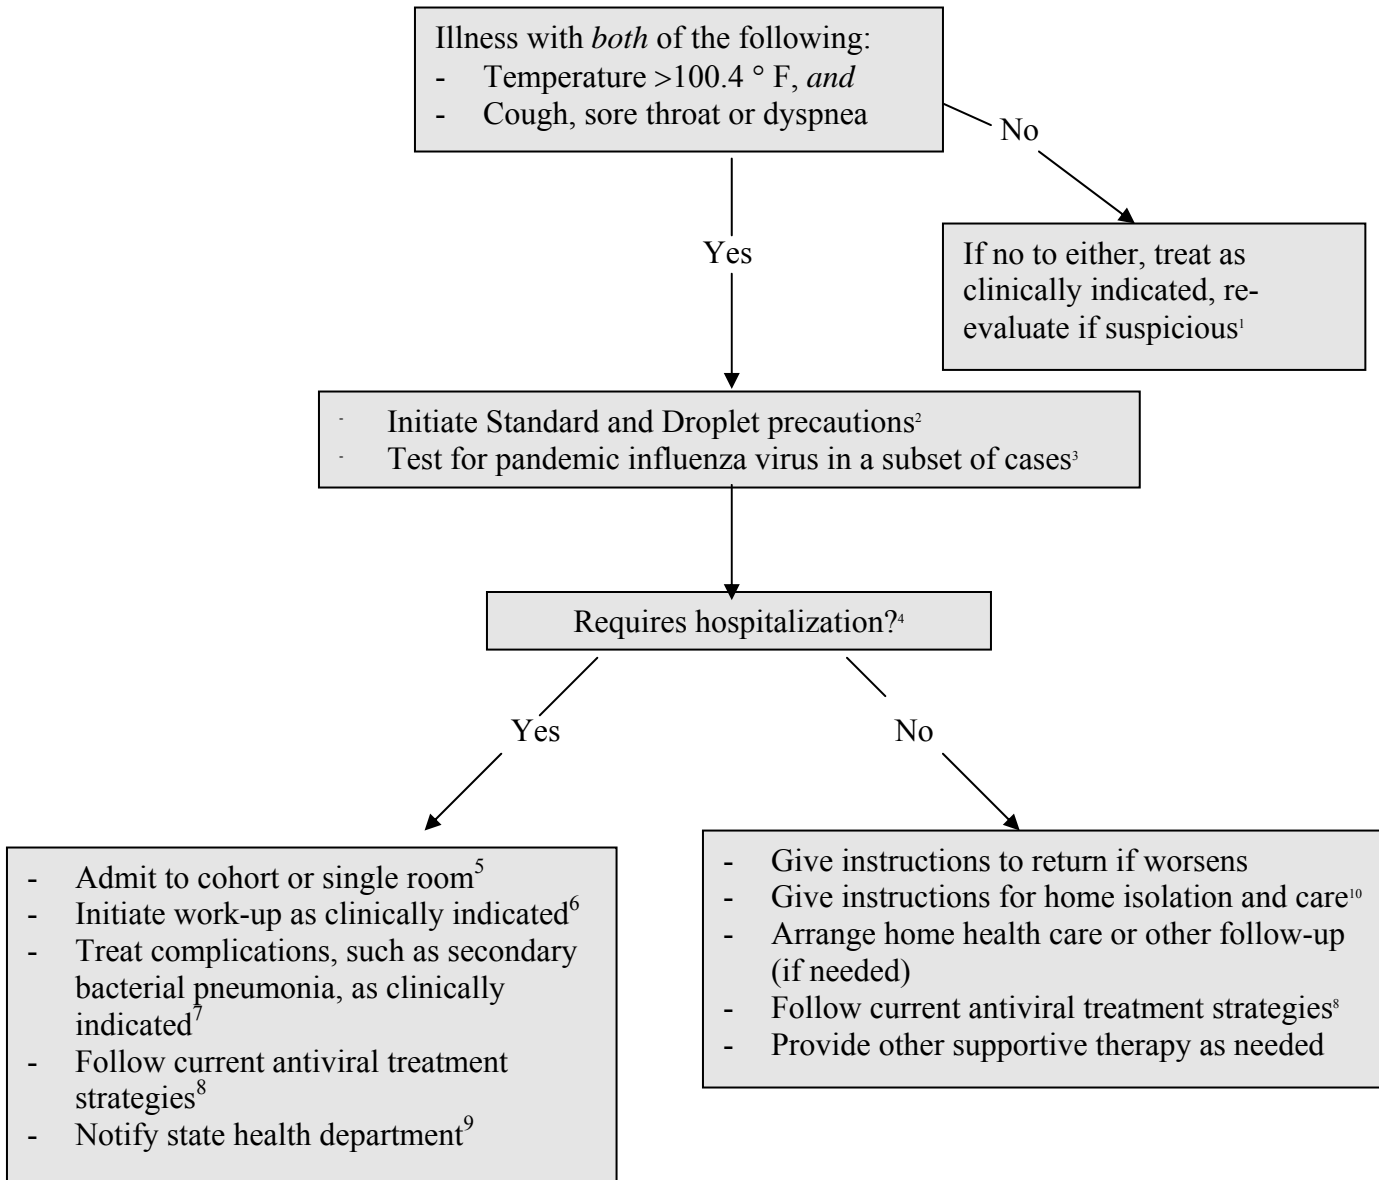 Illness with both of the following:
- Temperature >100.4 ° F, and
- Cough, sore throat or dyspnea
No
Yes
If no to either, treat as
clinically indicated, re-
evaluate if suspicious¹
- Initiate Standard and Droplet precautions²
- Test for pandemic influenza virus in a subset of cases³
Requires hospitalization?⁴
Yes
No
- Admit to cohort or single room⁵
- Initiate work-up as clinically indicated⁶
- Treat complications, such as secondary
bacterial pneumonia, as clinically
indicated⁷
- Follow current antiviral treatment
strategies⁸
- Notify state health department⁹
- Give instructions to return if worsens
- Give instructions for home isolation and care¹⁰
- Arrange home health care or other follow-up
(if needed)
- Follow current antiviral treatment strategies⁸
- Provide other supportive therapy as needed